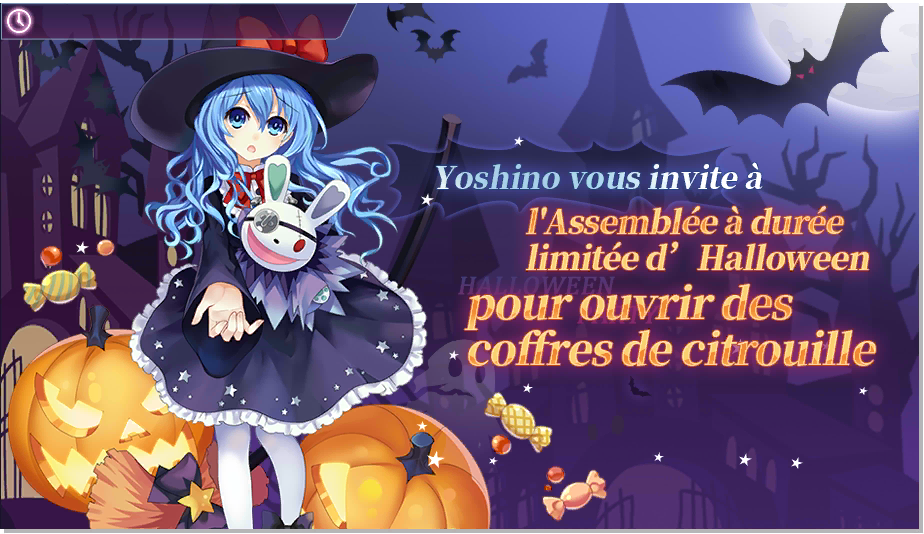 Yoshino vous invite à
l'Assemblée à durée
limitée d’ Halloween
HALLOWEEN
pour ouvrir des
coffres de citrouille